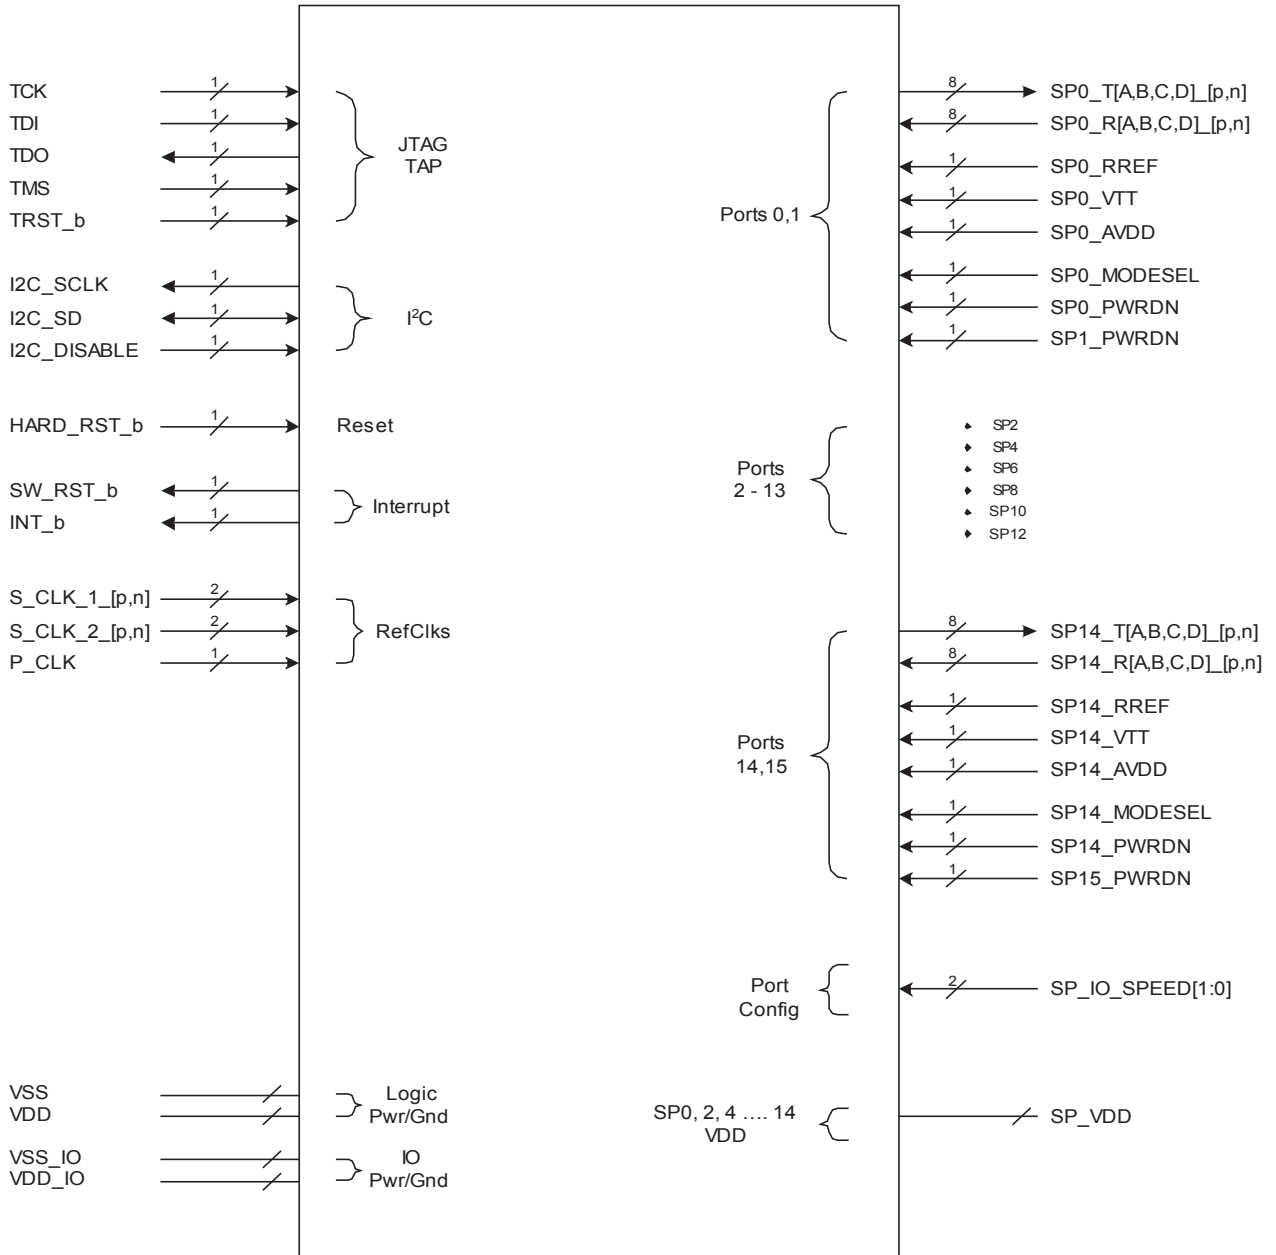 TCK
1
TDI
1
TDO
1
TMS
1
TRST_b
1
JTAG
TAP
I2C_SCLK
1
I2C_SD
1
I2C_DISABLE
1
I²C
HARD_RST_b
1
Reset
SW_RST_b
1
INT_b
1
Interrupt
S_CLK_1_[p,n]
2
S_CLK_2_[p,n]
2
P_CLK
1
RefClks
VSS
VDD
Logic
Pwr/Gnd
VSS_IO
VDD_IO
IO
Pwr/Gnd
Ports 0,1
8
SP0_T[A,B,C,D]_[p,n]
8
SP0_R[A,B,C,D]_[p,n]
1
SP0_RREF
1
SP0_VTT
1
SP0_AVDD
1
SP0_MODESEL
1
SP0_PWRDN
1
SP1_PWRDN
Ports
2 - 13
SP2
SP4
SP6
SP8
SP10
SP12
Ports
14,15
8
SP14_T[A,B,C,D]_[p,n]
8
SP14_R[A,B,C,D]_[p,n]
1
SP14_RREF
1
SP14_VTT
1
SP14_AVDD
1
SP14_MODESEL
1
SP14_PWRDN
1
SP15_PWRDN
Port
Config
2
SP_IO_SPEED[1:0]
SP0, 2, 4 .... 14
VDD
SP_VDD